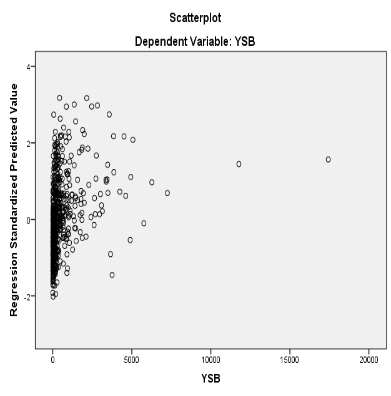 Scatterplot
Dependent Variable: YSB
Regression Standardized Predicted Value
4
2
0
-2
0
5000
10000
15000
20000
YSB